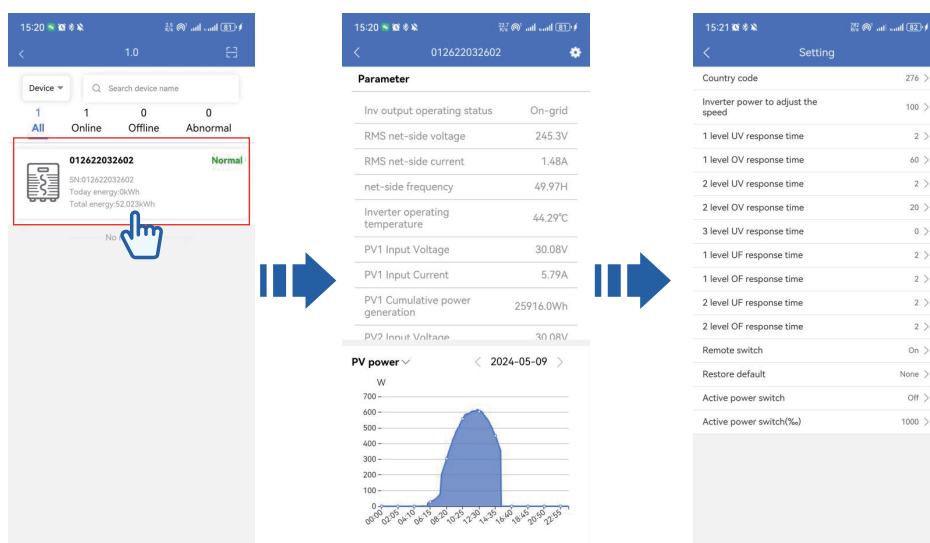 15:20
81
1.0
Device
Search device name
1 1 0 0
All Online Offline Abnormal
012622032602 Normal
SN:012622032602
Today energy:0kWh
Total energy:52.023kWh
No
15:20
81
012622032602
Parameter
Inv output operating status On-grid
RMS net-side voltage 245.3V
RMS net-side current 1.48A
net-side frequency 49.97H
Inverter operating
temperature 44.29℃
PV1 Input Voltage 30.08V
PV1 Input Current 5.79A
PV1 Cumulative power
generation 25916.0Wh
PV2 Input Voltage 30.08V
PV power 2024-05-09
W
700
600
500
400
300
200
100
0
00:00 02:05 04:10 06:15 08:20 10:25 12:30 14:35 16:40 18:45 20:50 22:55
15:21
82
Setting
Country code 276
Inverter power to adjust the
speed 100
1 level UV response time 2
1 level OV response time 60
2 level UV response time 2
2 level OV response time 20
3 level UV response time 0
1 level UF response time 2
1 level OF response time 2
2 level UF response time 2
2 level OF response time 2
Remote switch On
Restore default None
Active power switch Off
Active power switch(‰) 1000